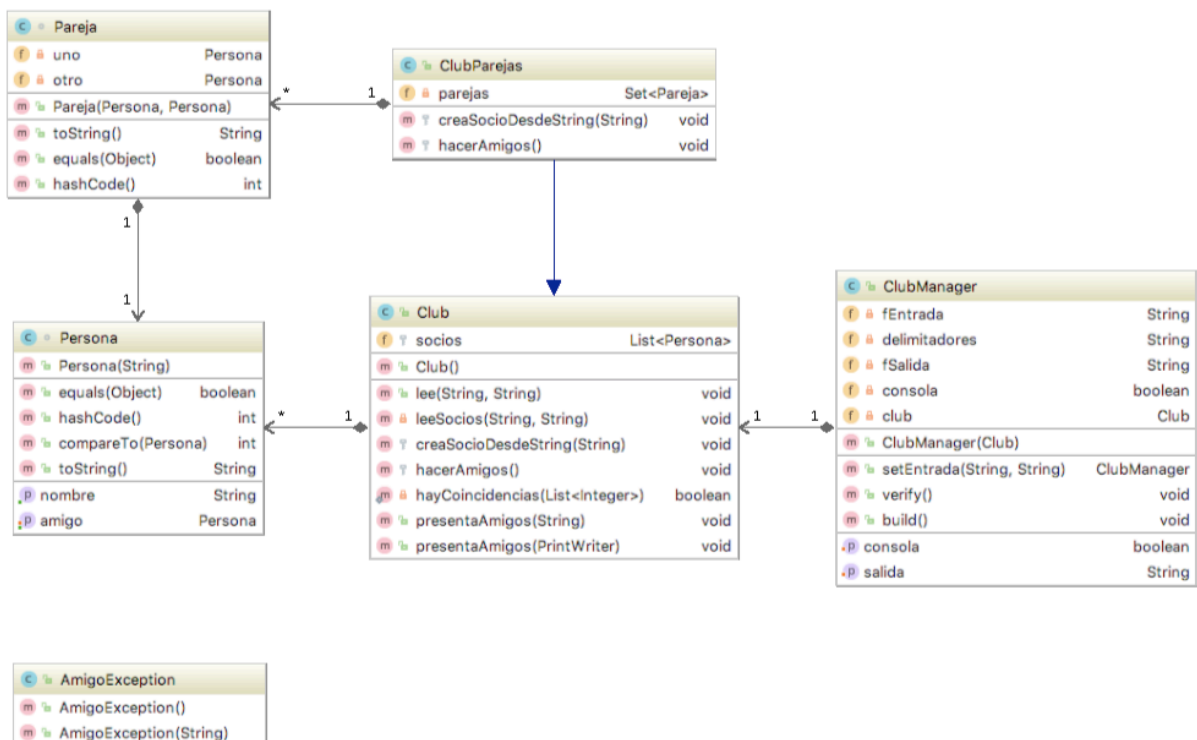 Pareja
uno Persona
otro Persona
Pareja(Persona, Persona)
toString() String
equals(Object) boolean
hashCode() int
* 1
ClubParejas
parejas Set<Pareja>
creaSocioDesdeString(String) void
hacerAmigos() void
1
1
Persona
Persona(String)
equals(Object) boolean
hashCode() int
compareTo(Persona) int
toString() String
nombre String
amigo Persona
* 1
Club
socios List<Persona>
Club()
lee(String, String) void
leeSocios(String, String) void
creaSocioDesdeString(String) void
hacerAmigos() void
hayCoincidencias(List<Integer>) boolean
presentaAmigos(String) void
presentaAmigos(PrintWriter) void
1 1
ClubManager
fEntrada String
delimitadores String
fSalida String
consola boolean
club Club
ClubManager(Club)
setEntrada(String, String) ClubManager
verify() void
build() void
consola boolean
salida String
AmigoException
AmigoException()
AmigoException(String)